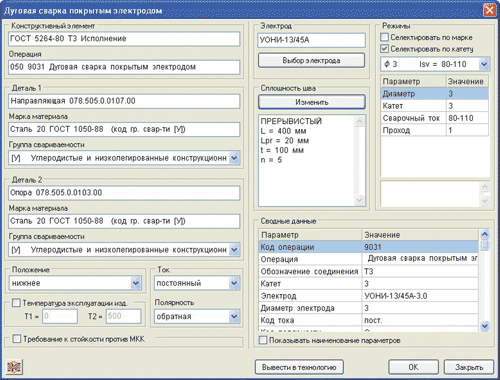 Дуговая сварка покрытым электродом
Конструктивный элемент
ГОСТ 5264-80 Т3 Исполнение
Операция
050 9031 Дуговая сварка покрытым электродом
Деталь 1
Направляющая 078.505.0.0107.00
Марка материала
Сталь 20 ГОСТ 1050-88 (код гр. свар-ти [У])
Группа свариваемости
[У] Углеродистые и низколегированные конструкционн
Деталь 2
Опора 078.505.0.0103.00
Марка материала
Сталь 20 ГОСТ 1050-88 (код гр. свар-ти [У])
Группа свариваемости
[У] Углеродистые и низколегированные конструкционн
Положение
нижнее
Ток
постоянный
Температура эксплуатации изд.
T1 = 0 T2 = 500
Полярность
обратная
Требование к стойкости против МКК
Электрод
УОНИ-13/45А
Выбор электрода
Сплошность шва
Изменить
ПРЕРЫВИСТЫЙ
L = 400 мм
Lpr = 20 мм
t = 100 мм
n = 5
Режимы
Селектировать по марке
Селектировать по катету
ф 3 Isv = 80-110
Параметр Значение
Диаметр 3
Катет 3
Сварочный ток 80-110
Проход 1
Сводные данные
Параметр Значение
Код операции 9031
Операция Дуговая сварка покрытым эл
Обозначение соединения Т3
Катет 3
Электрод УОНИ-13/45А-3,0
Диаметр электрода 3
Код тока пост.
Показывать наименование параметров
Вывести в технологию
OK
Закрыть